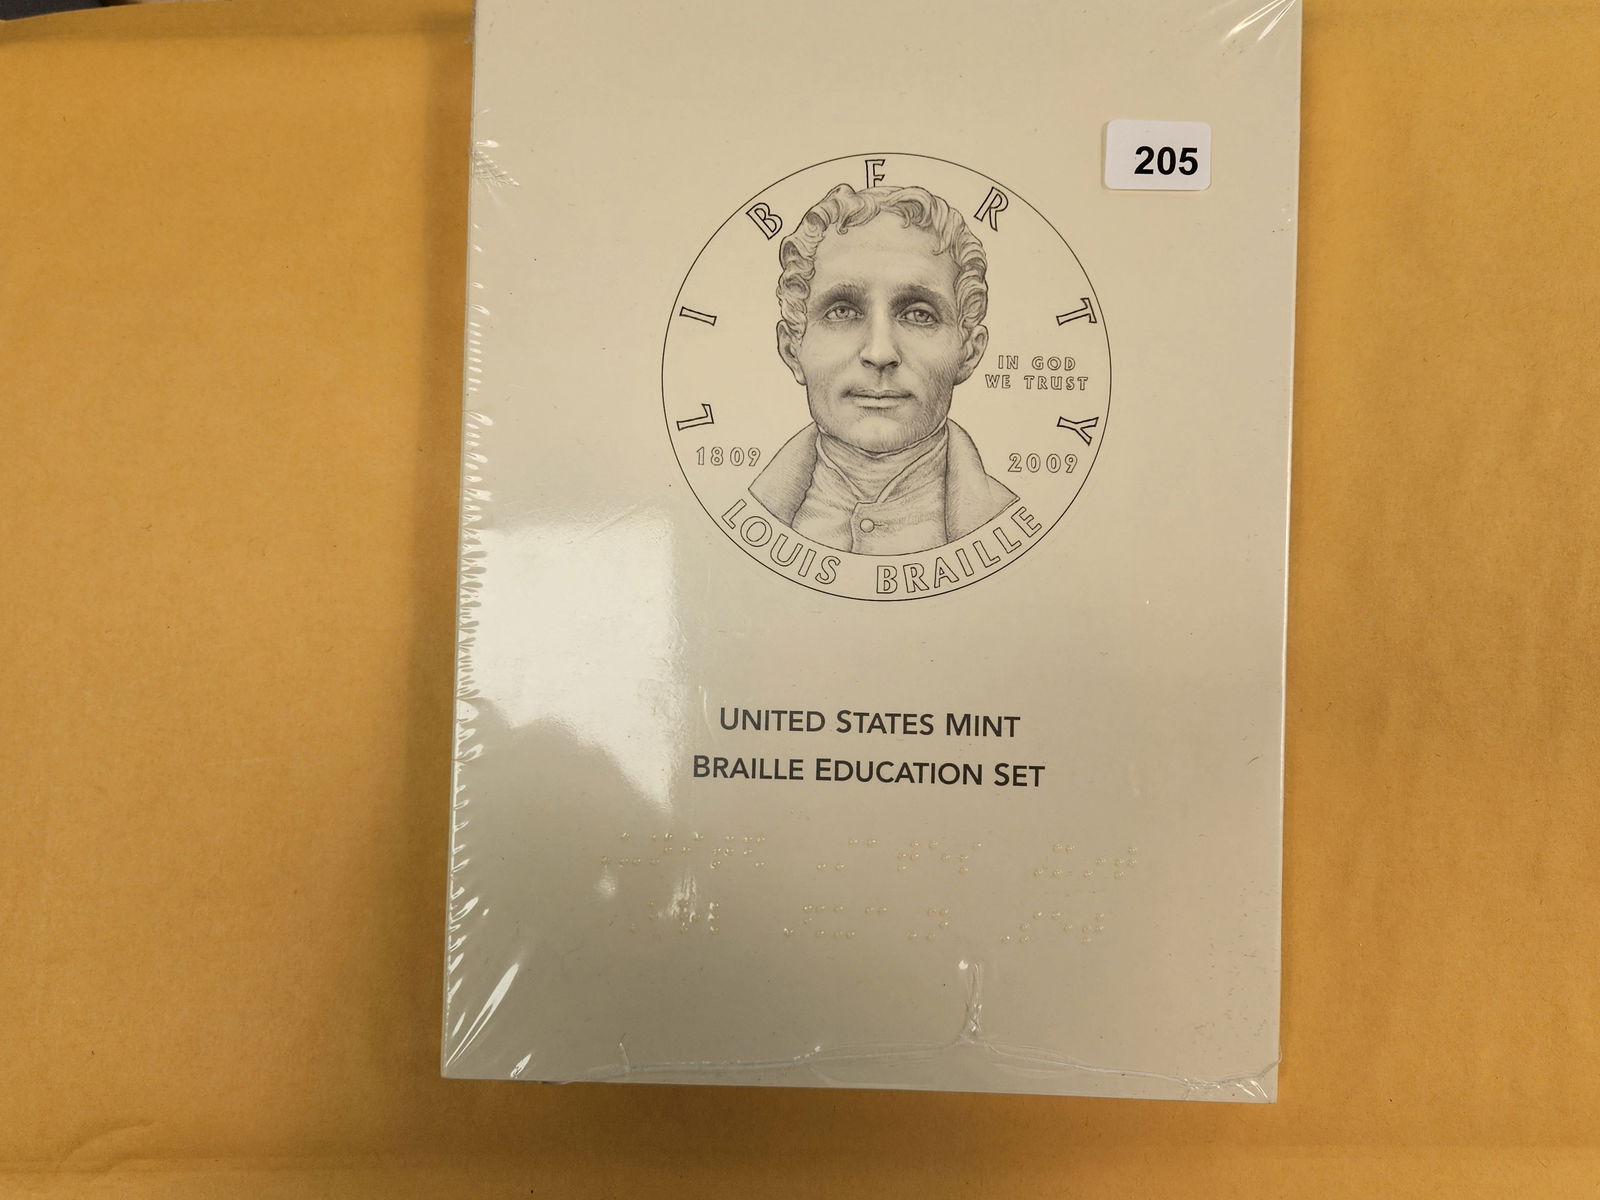 205
LIBERTY
IN GOD
WE TRUST
1809 2009
LOUIS BRAILLE
UNITED STATES MINT
BRAILLE EDUCATION SET